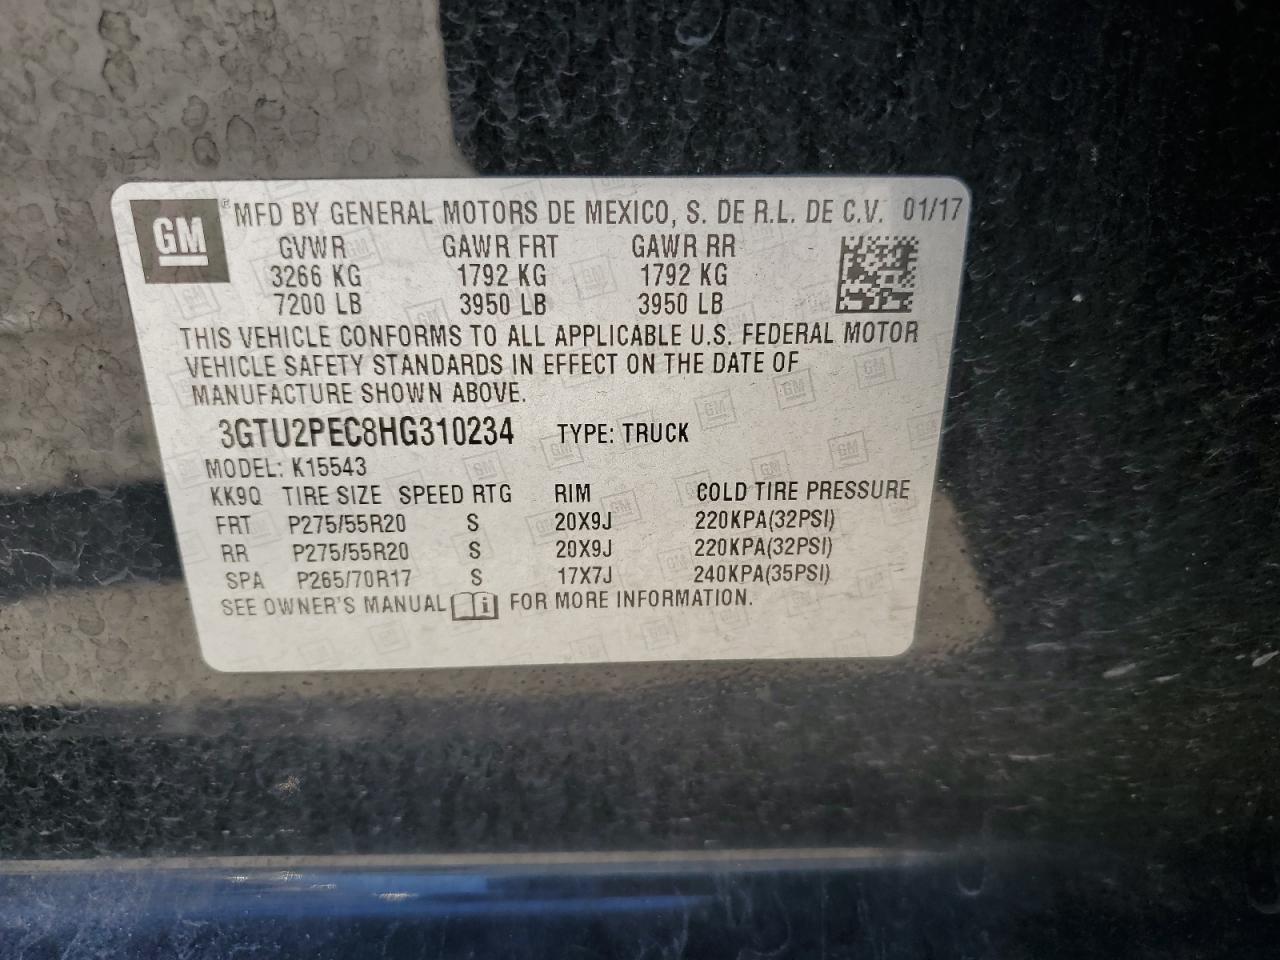 GM ® MFD BY GENERAL MOTORS DE MEXICO, S. DE R.L. DE C.V. 01/17
GVWR GAWR FRT GAWR RR
3266 KG 1792 KG 1792 KG
7200 LB 3950 LB 3950 LB
THIS VEHICLE CONFORMS TO ALL APPLICABLE U.S. FEDERAL MOTOR
VEHICLE SAFETY STANDARDS IN EFFECT ON THE DATE OF
MANUFACTURE SHOWN ABOVE.
3GTU2PEC8HG310234 TYPE: TRUCK
MODEL: K15543
KK9Q TIRE SIZE SPEED RTG RIM COLD TIRE PRESSURE
FRT P275/55R20 S 20X9J 220KPA(32PSI)
RR P275/55R20 S 20X9J 220KPA(32PSI)
SPA P265/70R17 S 17X7J 240KPA(35PSI)
SEE OWNER'S MANUAL i FOR MORE INFORMATION.